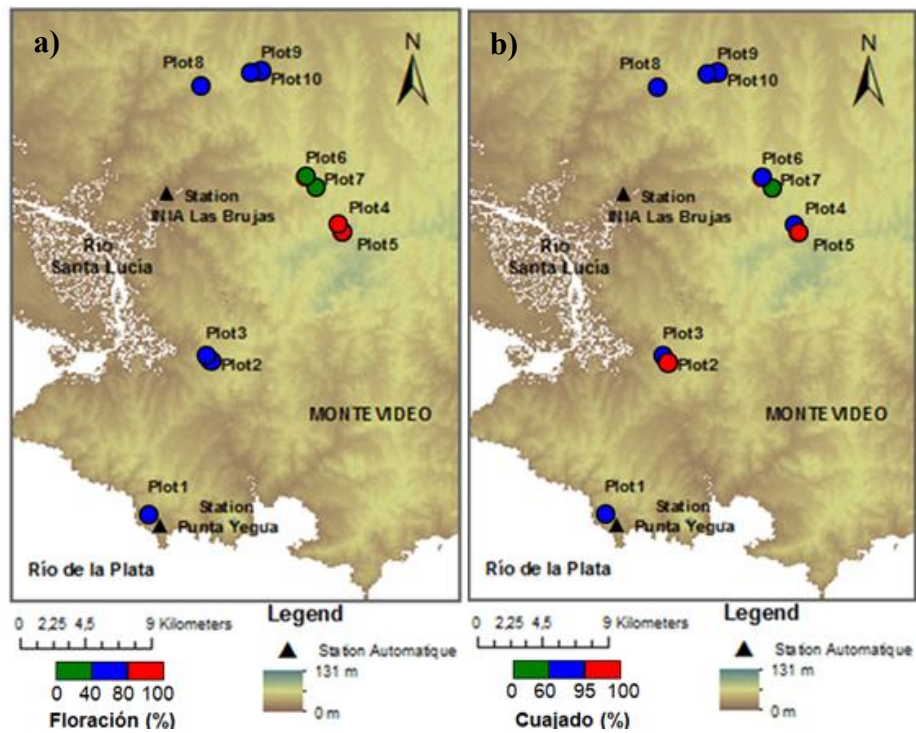 a)
N
Plot8
Plot9
Plot10
Plot6
Plot7
Station
INIA Las Brujas
Plot4
Plot5
Río
Santa Lucía
Plot3
Plot2
MONTEVIDEO
Plot1
Station
Punta Yegua
Río de la Plata
0 2,25 4,5 9 Kilometers
Legend
Station Automatique
131 m
0 m
0 40 80 100
Floración (%)
b)
N
Plot8
Plot9
Plot10
Plot6
Plot7
Station
INIA Las Brujas
Plot4
Plot5
Río
Santa Lucía
Plot3
Plot2
MONTEVIDEO
Plot1
Station
Punta Yegua
Río de la Plata
0 2,25 4,5 9 Kilometers
Legend
Station Automatique
131 m
0 m
0 60 95 100
Cuajado (%)